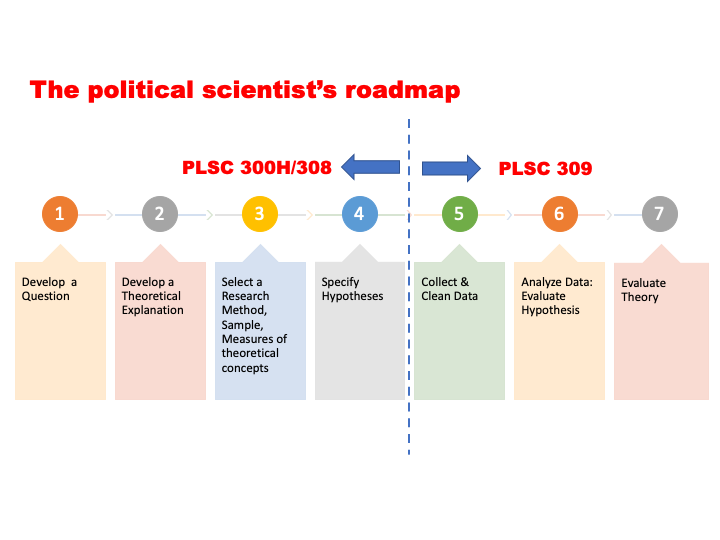 The political scientist’s roadmap
PLSC 300H/308
PLSC 309
1
2
3
4
5
6
7
Develop a
Question
Develop a
Theoretical
Explanation
Select a
Research
Method,
Sample,
Measures of
theoretical
concepts
Specify
Hypotheses
Collect &
Clean Data
Analyze Data:
Evaluate
Hypothesis
Evaluate
Theory